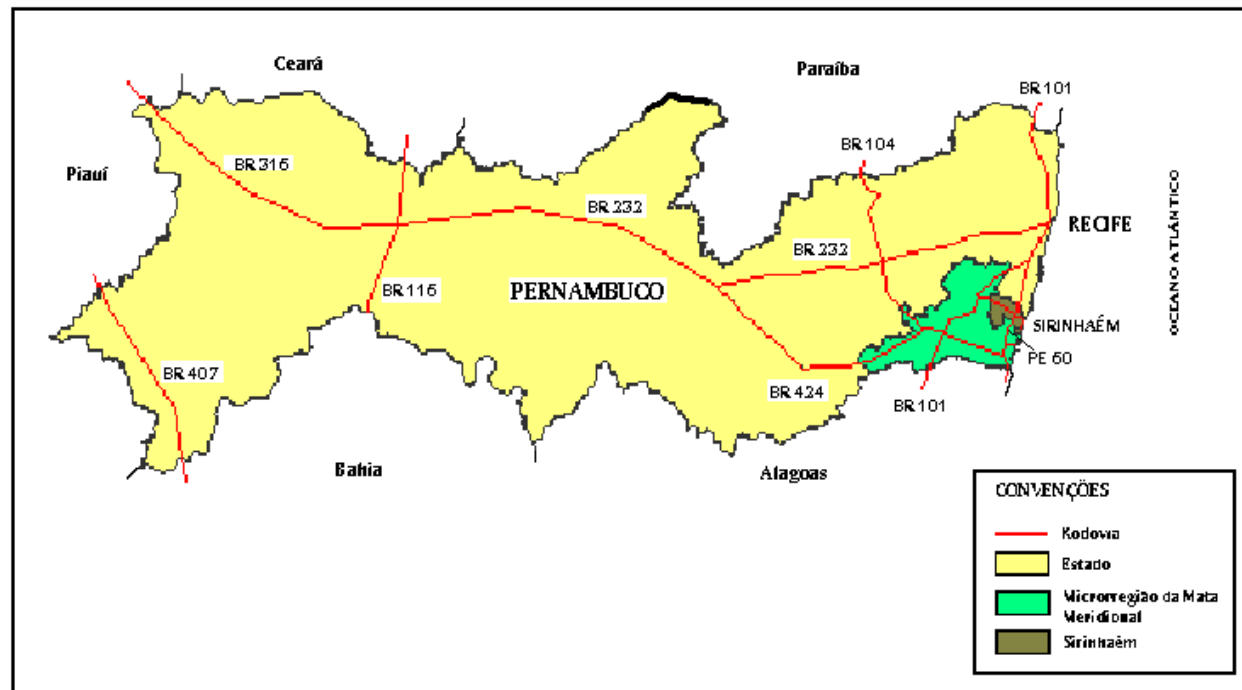 Ceará
Paraíba
BR 101
BR 104
BR 316
Piauí
BR 232
RECIFE
OCEANO ATLÂNTICO
BR 232
BR 116
PERNAMBUCO
SIRINHAÉM
PE 60
BR 407
BR 424
BR 101
Bahia
Alagoas
CONVENÇÕES
Rodovia
Estado
Microrregião da Mata
Meridional
Sirinhaém